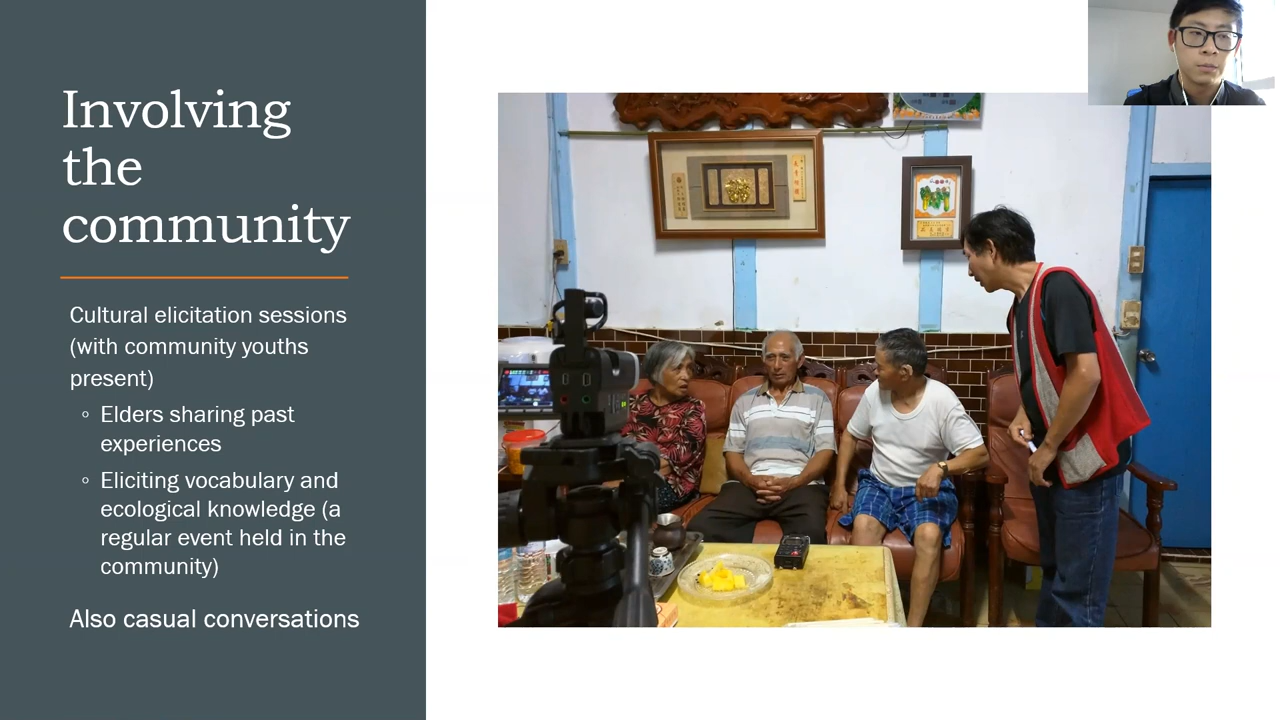 Involving
the
community
Cultural elicitation sessions
(with community youths
present)
◦ Elders sharing past
experiences
◦ Eliciting vocabulary and
ecological knowledge (a
regular event held in the
community)
Also casual conversations